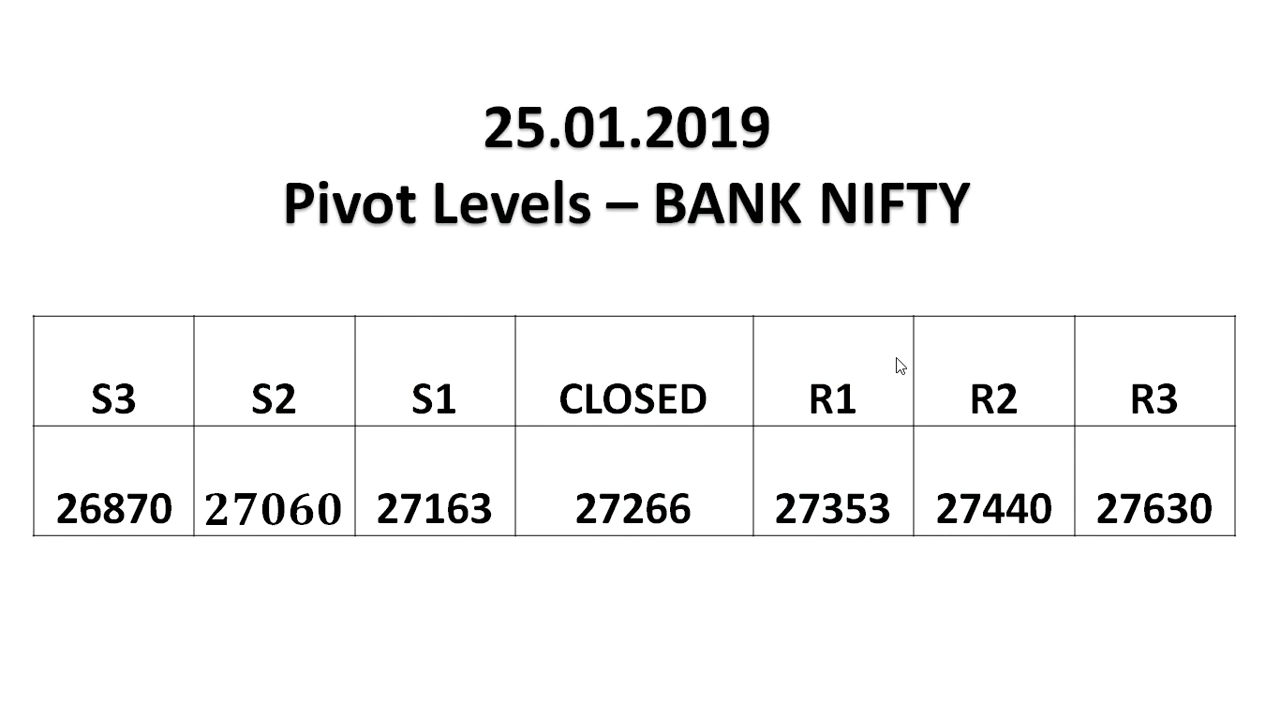 25.01.2019
Pivot Levels – BANK NIFTY
S3 S2 S1 CLOSED R1 R2 R3
26870 27060 27163 27266 27353 27440 27630